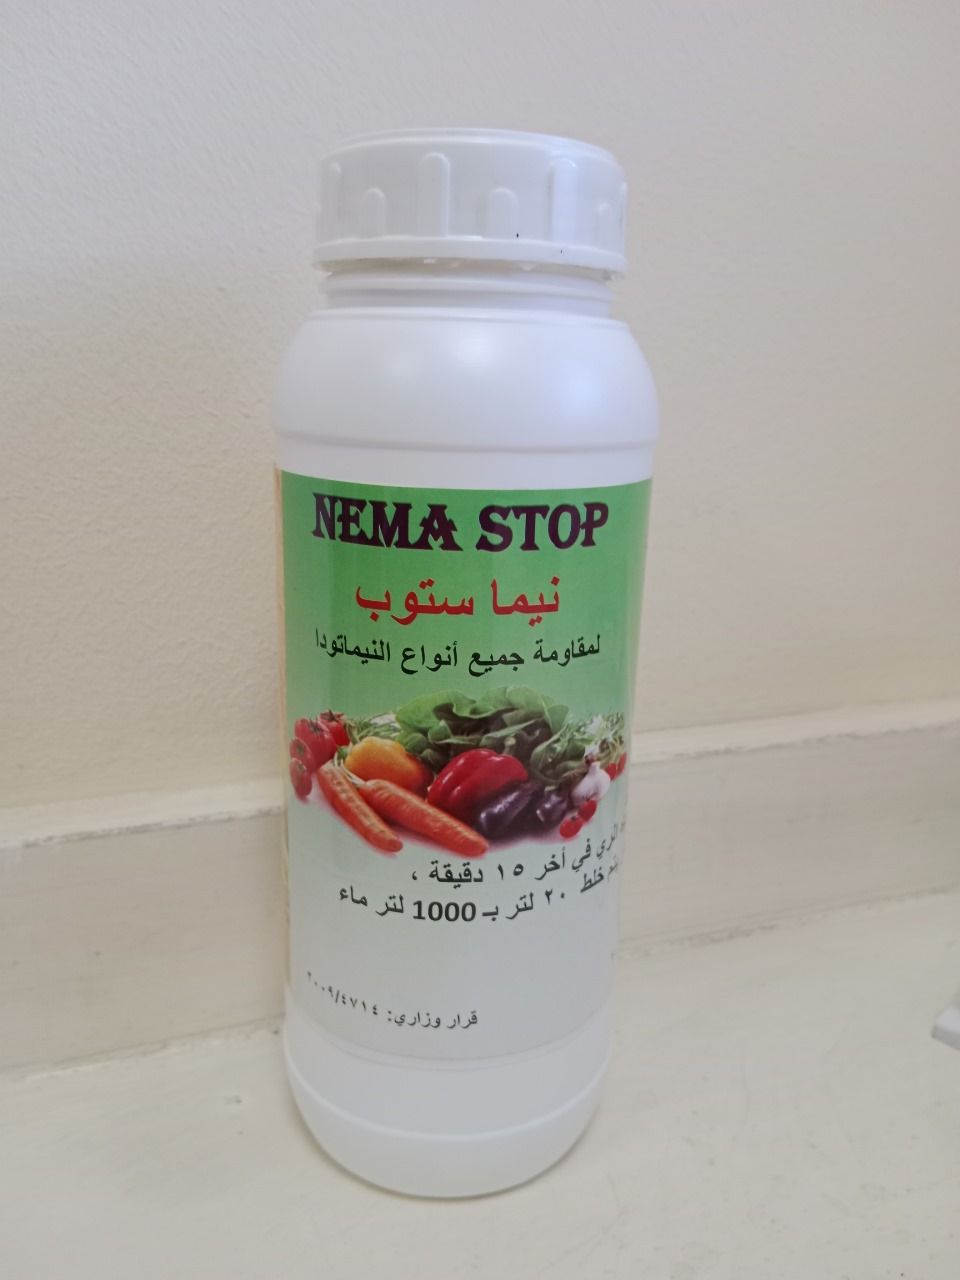 NEMA STOP
نيما ستوب
لمقاومة جميع أنواع النيماتودا
في أخر ١٥ دقيقة ،
خلط ٢٠ لتر بـ 1000 لتر ماء
قرار وزاري: ٢٠٠٩/٤٧١٤